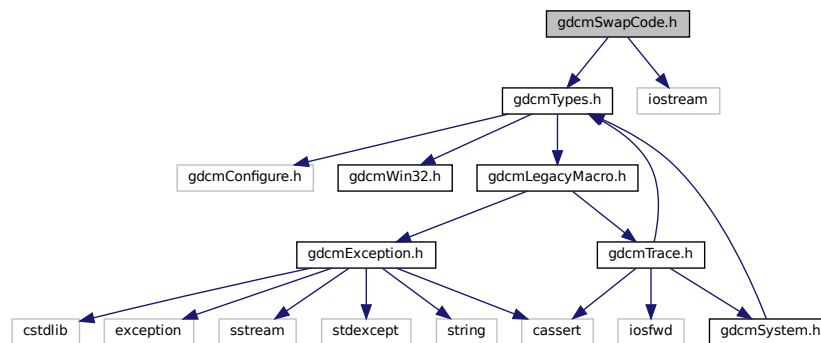 gdcmSwapCode.h
gdcmTypes.h
iostream
gdcmConfigure.h
gdcmWin32.h
gdcmLegacyMacro.h
gdcmException.h
gdcmTrace.h
cstdlib
exception
sstream
stdexcept
string
cassert
iosfwd
gdcmSystem.h